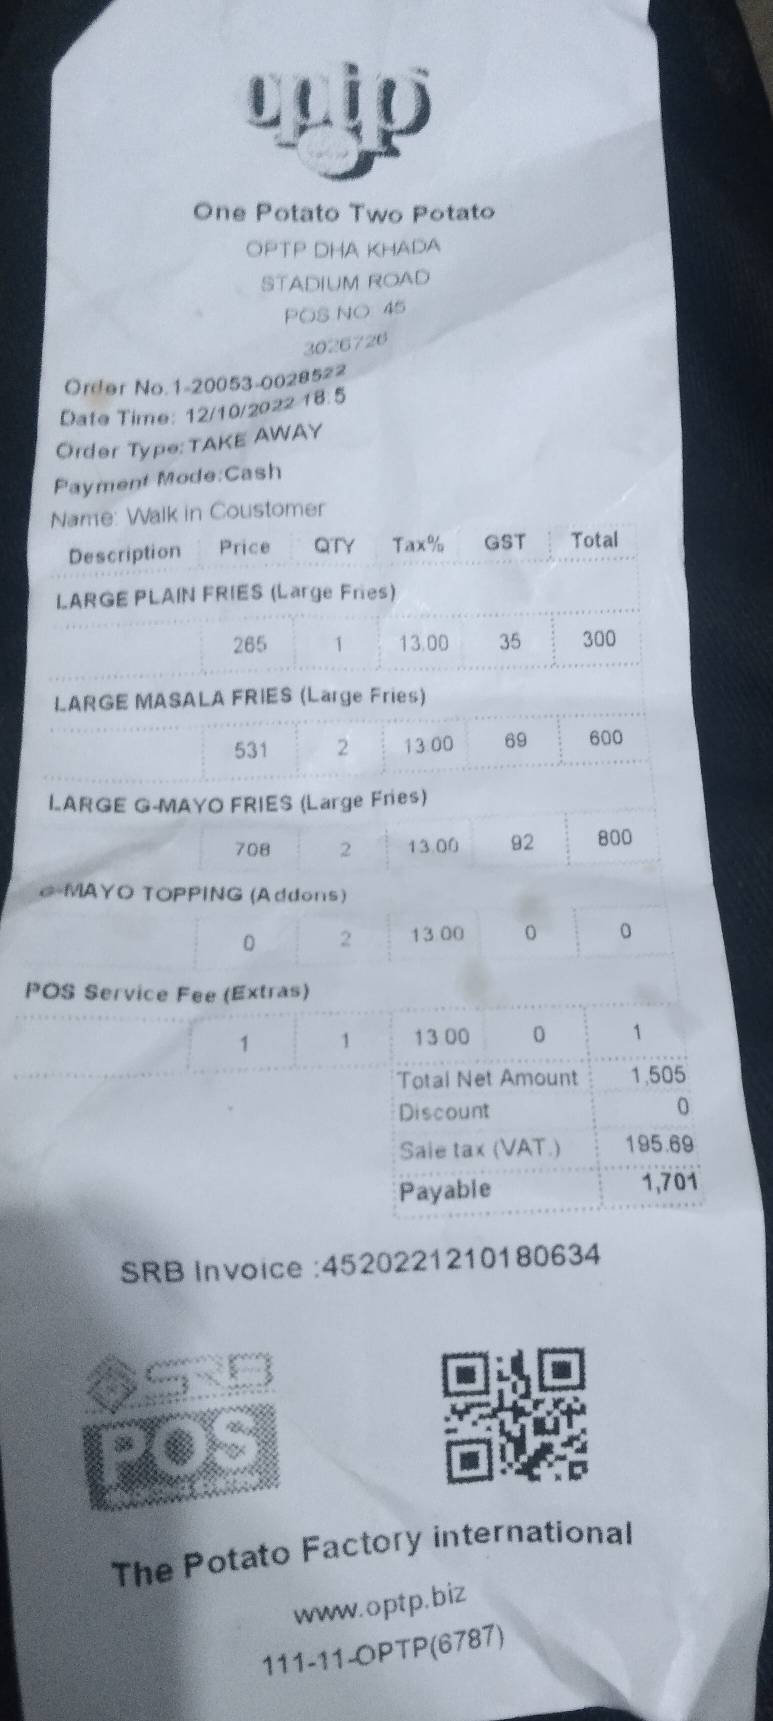 optp
One Potato Two Potato
OPTP DHA KHADA
STADIUM ROAD
POS NO: 45
3026726
Order No.1-20053-0028522
Date Time: 12/10/2022 18:5
Order Type:TAKE AWAY
Payment Mode:Cash
Name: Walk in Coustomer
Description Price QTY Tax% GST Total
LARGE PLAIN FRIES (Large Fries)
265 1 13.00 35 300
LARGE MASALA FRIES (Large Fries)
531 2 13.00 69 600
LARGE G-MAYO FRIES (Large Fries)
708 2 13.00 92 800
G-MAYO TOPPING (Addons)
0 2 13.00 0 0
POS Service Fee (Extras)
1 1 13.00 0 1
Total Net Amount 1,505
Discount 0
Sale tax (VAT.) 195.69
Payable 1,701
SRB Invoice :4520221210180634
SRB
POS
The Potato Factory international
www.optp.biz
111-11-OPTP(6787)